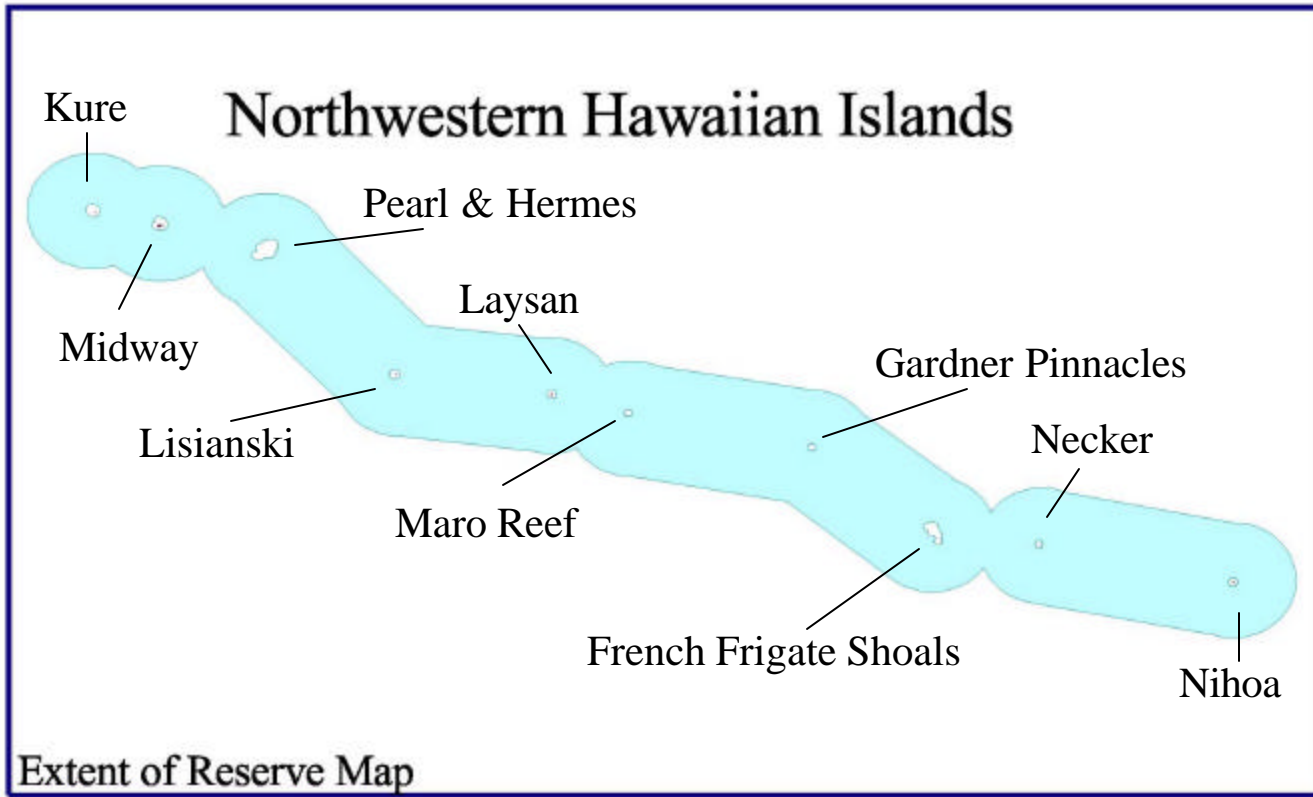 Northwestern Hawaiian Islands
Kure
Pearl & Hermes
Laysan
Midway
Gardner Pinnacles
Lisianski
Necker
Maro Reef
French Frigate Shoals
Nihoa
Extent of Reserve Map